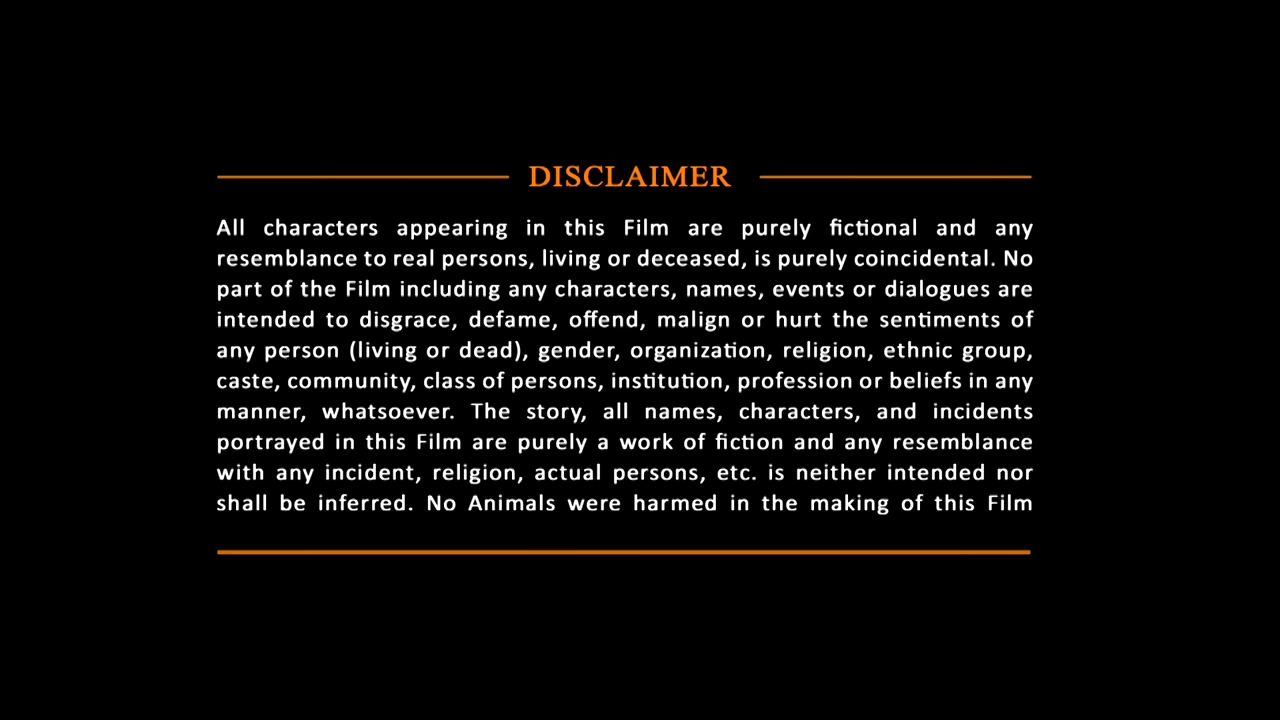 DISCLAIMER
All characters appearing in this Film are purely fictional and any
resemblance to real persons, living or deceased, is purely coincidental. No
part of the Film including any characters, names, events or dialogues are
intended to disgrace, defame, offend, malign or hurt the sentiments of
any person (living or dead), gender, organization, religion, ethnic group,
caste, community, class of persons, institution, profession or beliefs in any
manner, whatsoever. The story, all names, characters, and incidents
portrayed in this Film are purely a work of fiction and any resemblance
with any incident, religion, actual persons, etc. is neither intended nor
shall be inferred. No Animals were harmed in the making of this Film